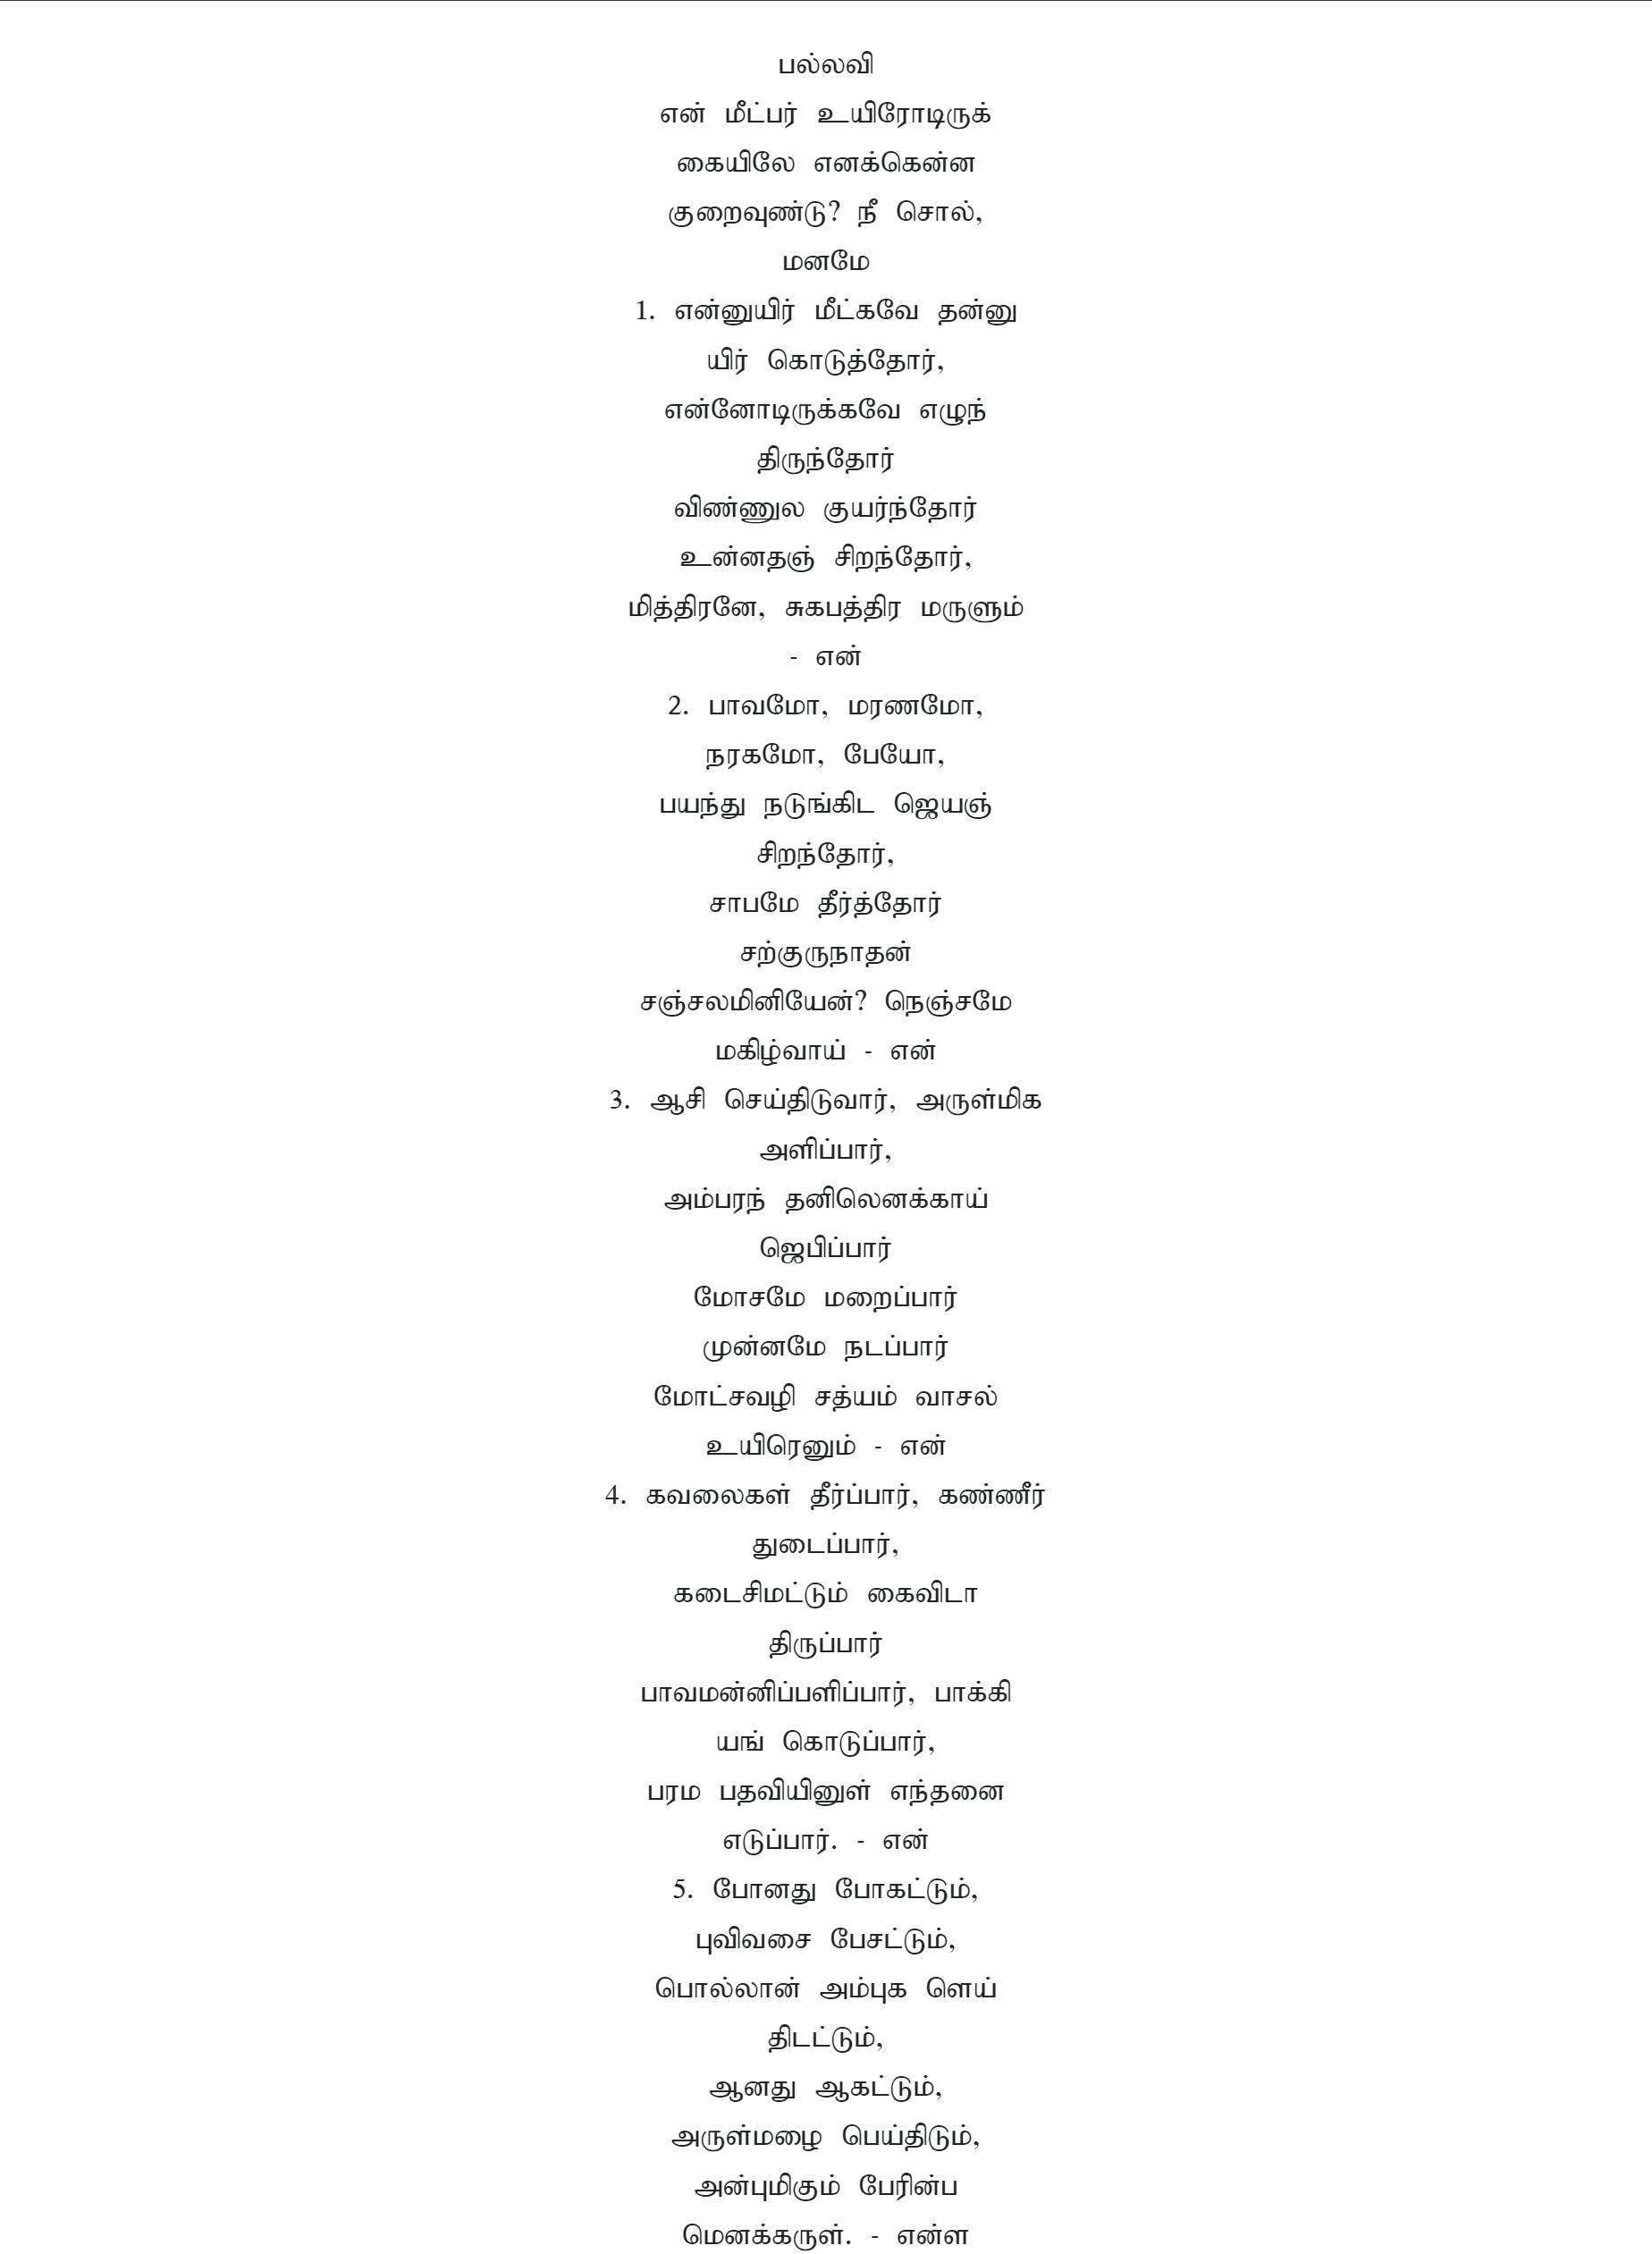 பல்லவி
என் மீட்பர் உயிரோடிருக்
கையிலே எனக்கென்ன
குறைவுண்டு? நீ சொல்,
மனமே
1. என்னுயிர் மீட்கவே தன்னு
யிர் கொடுத்தோர்,
என்னோடிருக்கவே எழுந்
திருந்தோர்
விண்ணுல குயர்ந்தோர்
உன்னதஞ் சிறந்தோர்,
மித்திரனே, சுகபத்திர மருளும்
- என்
2. பாவமோ, மரணமோ,
நரகமோ, பேயோ,
பயந்து நடுங்கிட ஜெயஞ்
சிறந்தோர்,
சாபமே தீர்த்தோர்
சற்குருநாதன்
சஞ்சலமினியேன்? நெஞ்சமே
மகிழ்வாய் - என்
3. ஆசி செய்திடுவார், அருள்மிக
அளிப்பார்,
அம்பரந் தனிலெனக்காய்
ஜெபிப்பார்
மோசமே மறைப்பார்
முன்னமே நடப்பார்
மோட்சவழி சத்யம் வாசல்
உயிரெனும் - என்
4. கவலைகள் தீர்ப்பார், கண்ணீர்
துடைப்பார்,
கடைசிமட்டும் கைவிடா
திருப்பார்
பாவமன்னிப்பளிப்பார், பாக்கி
யங் கொடுப்பார்,
பரம பதவியினுள் எந்தனை
எடுப்பார். - என்
5. போனது போகட்டும்,
புவிவசை பேசட்டும்,
பொல்லான் அம்புக ளெய்
திடட்டும்,
ஆனது ஆகட்டும்,
அருள்மழை பெய்திடும்,
அன்புமிகும் பேரின்ப
மெனக்கருள். - என்ள